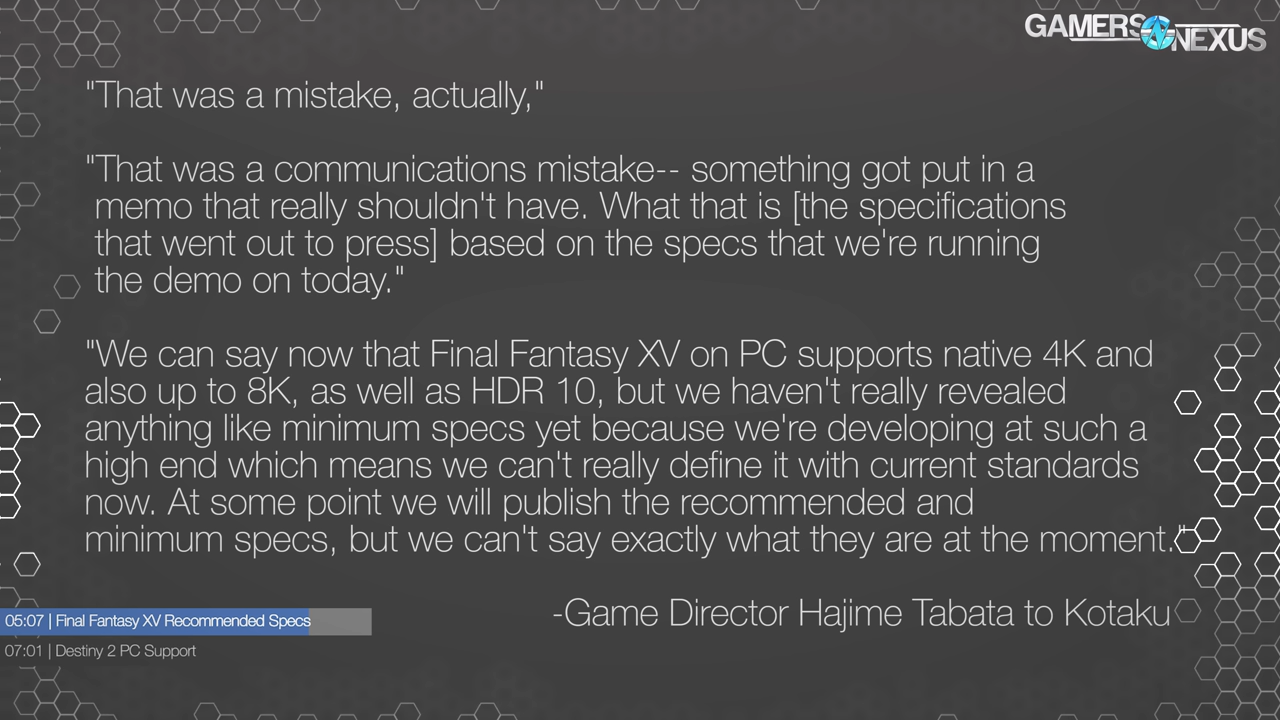 GAMERS NEXUS
"That was a mistake, actually,"
"That was a communications mistake-- something got put in a
memo that really shouldn't have. What that is [the specifications
that went out to press] based on the specs that we're running
the demo on today."
"We can say now that Final Fantasy XV on PC supports native 4K and
also up to 8K, as well as HDR 10, but we haven't really revealed
anything like minimum specs yet because we're developing at such a
high end which means we can't really define it with current standards
now. At some point we will publish the recommended and
minimum specs, but we can't say exactly what they are at the moment."
-Game Director Hajime Tabata to Kotaku
05:07 | Final Fantasy XV Recommended Specs
07:01 | Destiny 2 PC Support